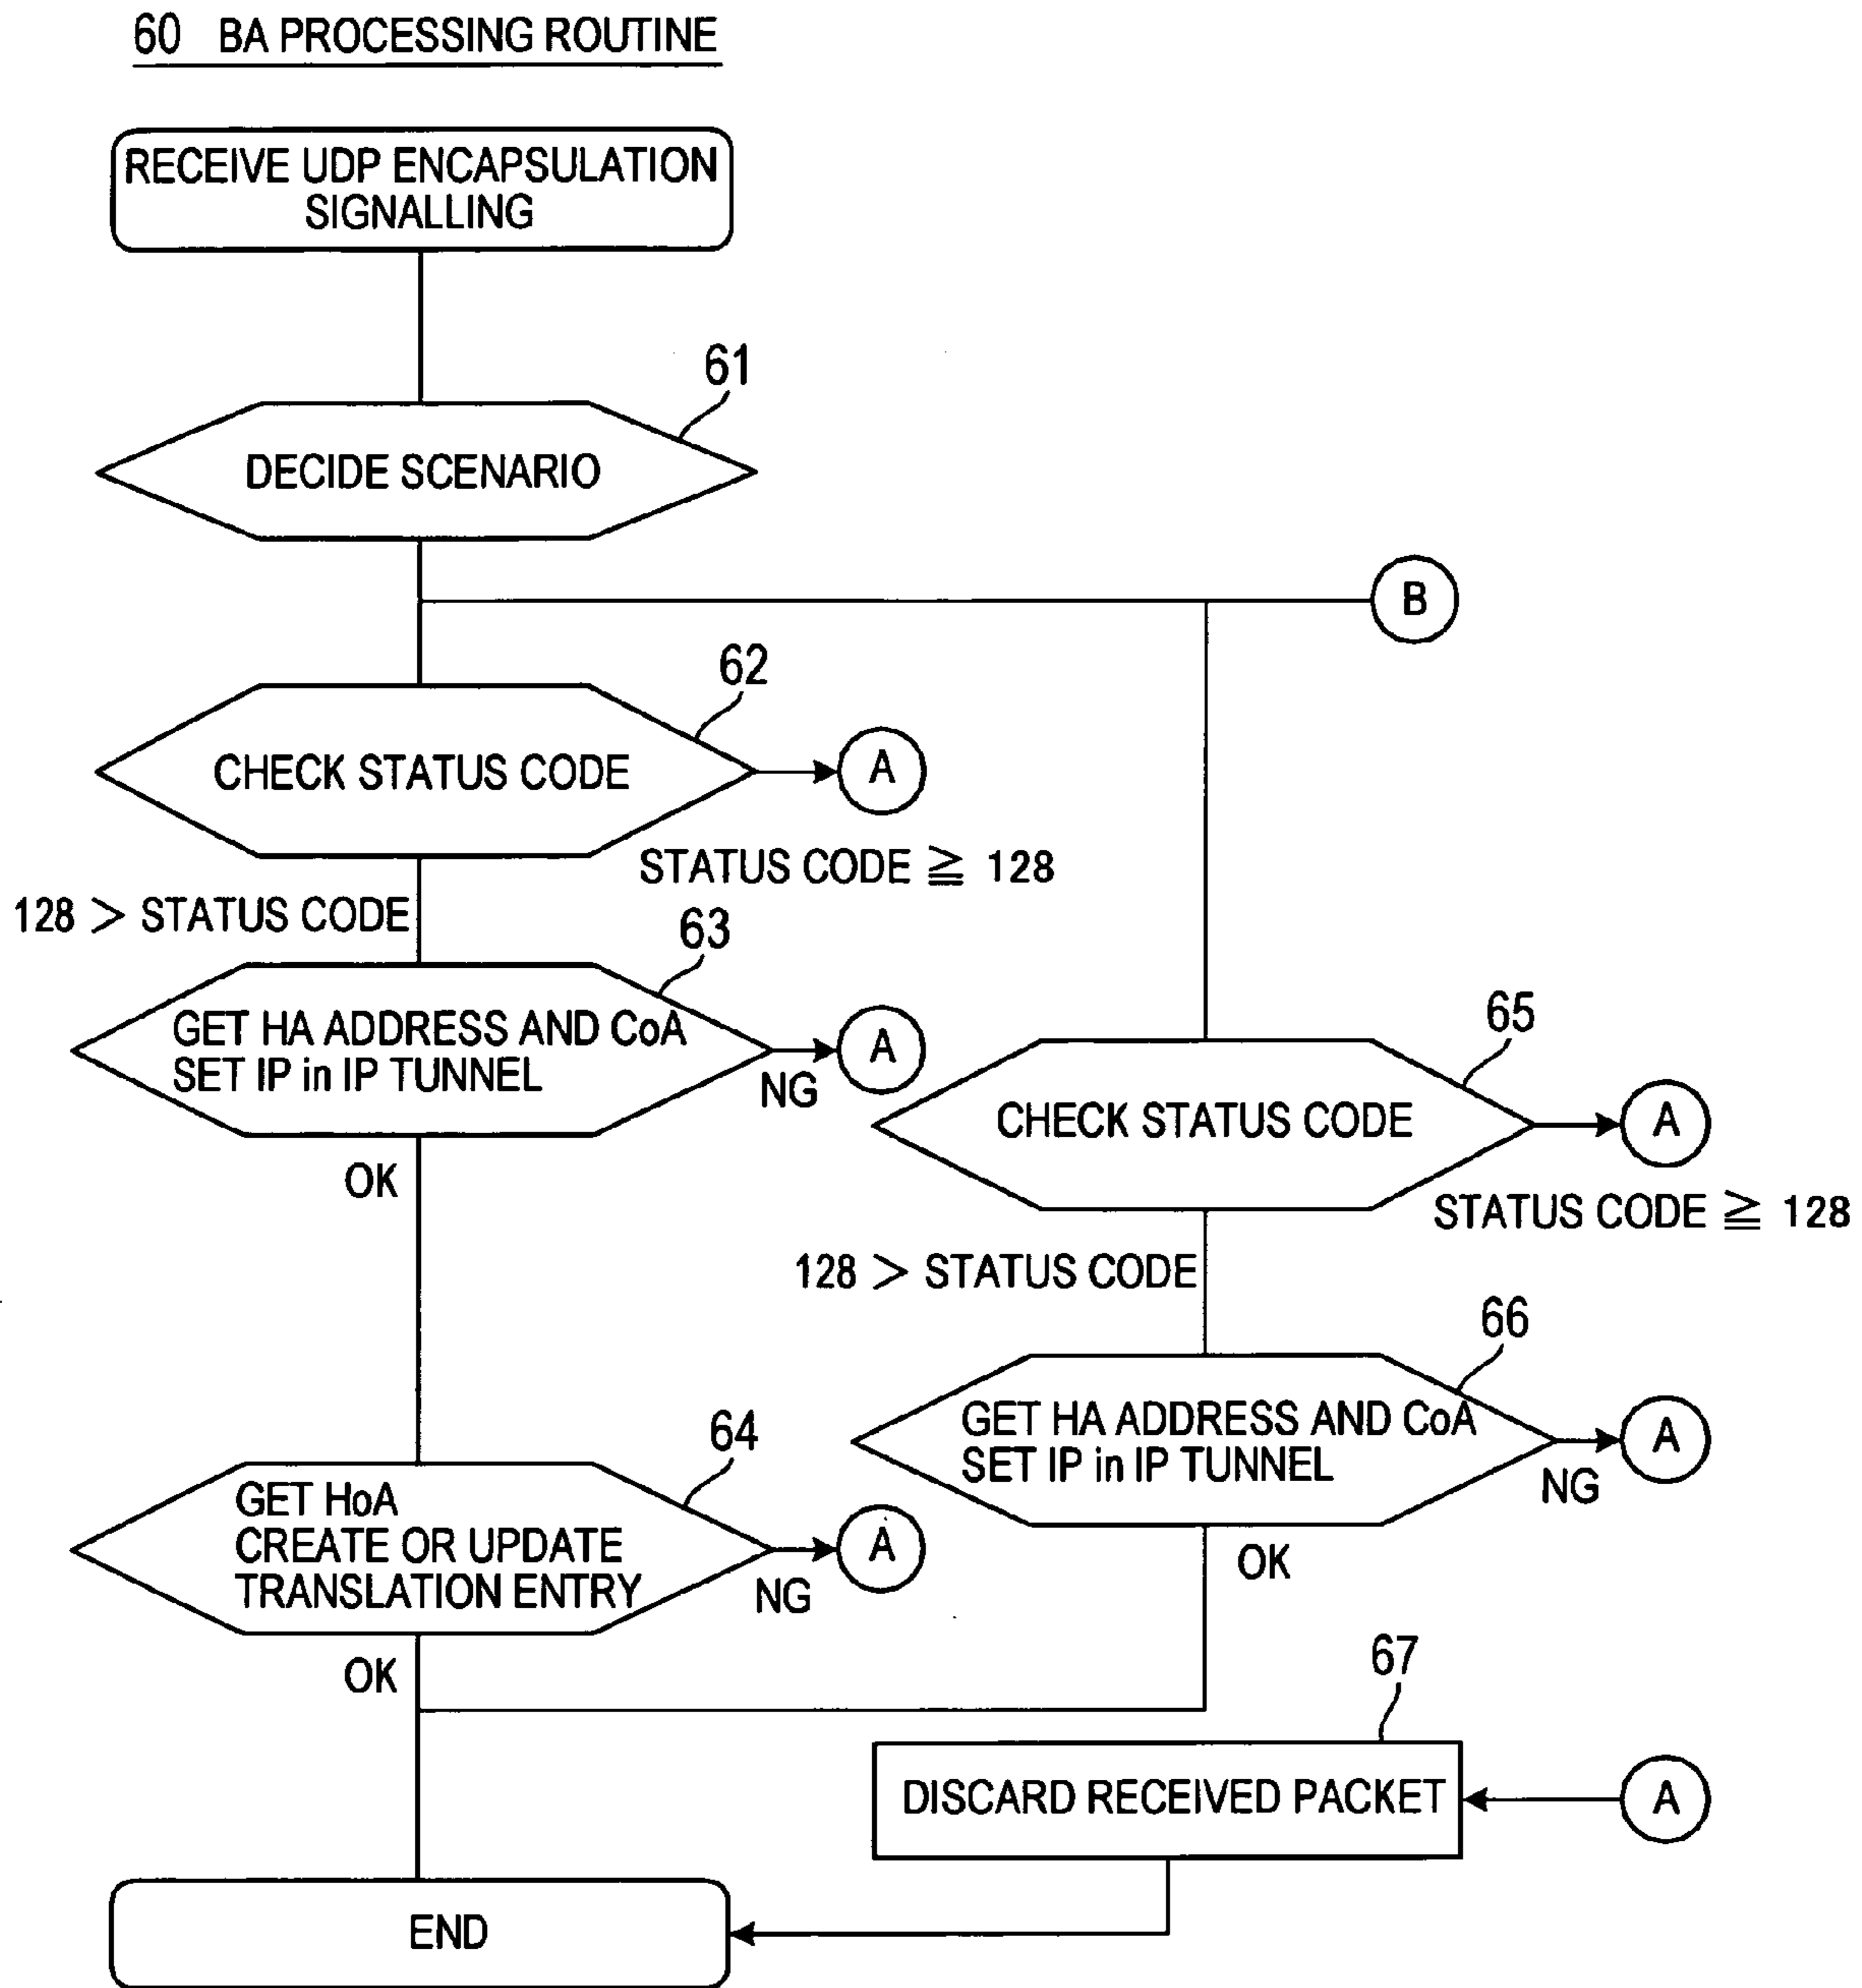 60 BA PROCESSING ROUTINE
RECEIVE UDP ENCAPSULATION
SIGNALLING
61
DECIDE SCENARIO
B
62
CHECK STATUS CODE
A
STATUS CODE ≧ 128
128 > STATUS CODE
63
GET HA ADDRESS AND CoA
SET IP in IP TUNNEL
A
NG
OK
65
CHECK STATUS CODE
A
STATUS CODE ≧ 128
128 > STATUS CODE
66
GET HA ADDRESS AND CoA
SET IP in IP TUNNEL
A
NG
OK
64
GET HoA
CREATE OR UPDATE
TRANSLATION ENTRY
A
NG
OK
67
DISCARD RECEIVED PACKET
A
END